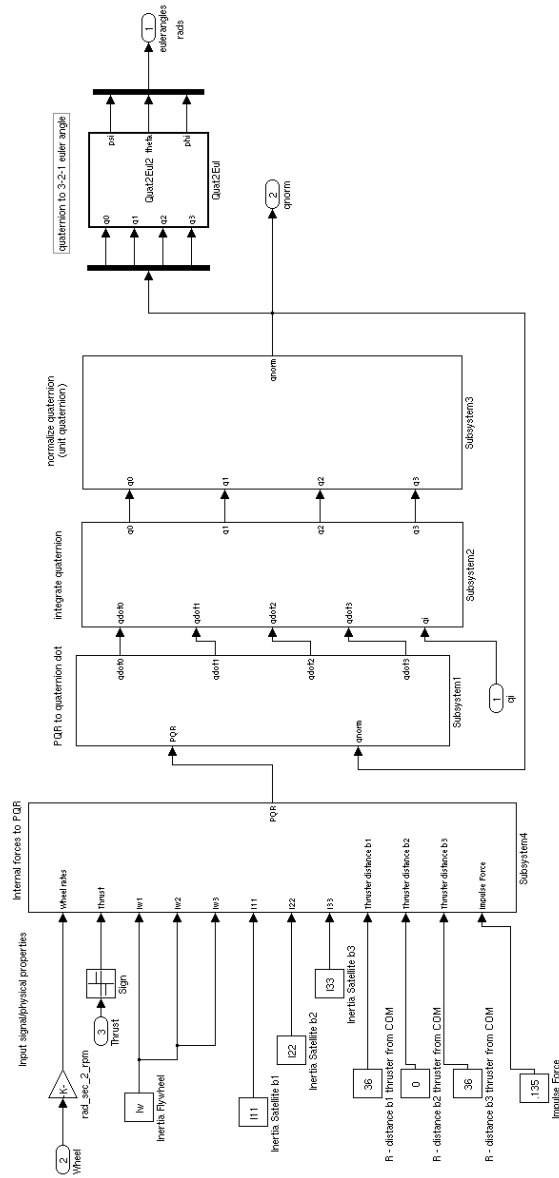 Input signal/physical properties
2
Wheel
-K-
rad_sec_2_rpm
3
Thrust
Sign
Iw
Inertia Flywheel
I11
Inertia Satellite b1
I22
Inertia Satellite b2
I33
Inertia Satellite b3
36
R - distance b1 thruster from COM
0
R - distance b2 thruster from COM
36
R - distance b3 thruster from COM
.135
Impulse Force
Internal forces to PQR
Wheel rates
Thrust
Iw1
Iw2
Iw3
I11
I22
I33
Thruster distance b1
Thruster distance b2
Thruster distance b3
Impulse Force
PQR
Subsystem4
PQR to quaternion dot
PQR
qnorm
qdot0
qdot1
qdot2
qdot3
Subsystem1
1
qi
integrate quaternion
qdot0
qdot1
qdot2
qdot3
qi
q0
q1
q2
q3
Subsystem2
normalize quaternion
(unit quaternion)
q0
q1
q2
q3
qnorm
Subsystem3
quaternion to 3-2-1 euler angle
q0
q1
q2
q3
Quat2Eul2
psi
theta
phi
Quat2Eul
2
qnorm
1
eulerangles
rads